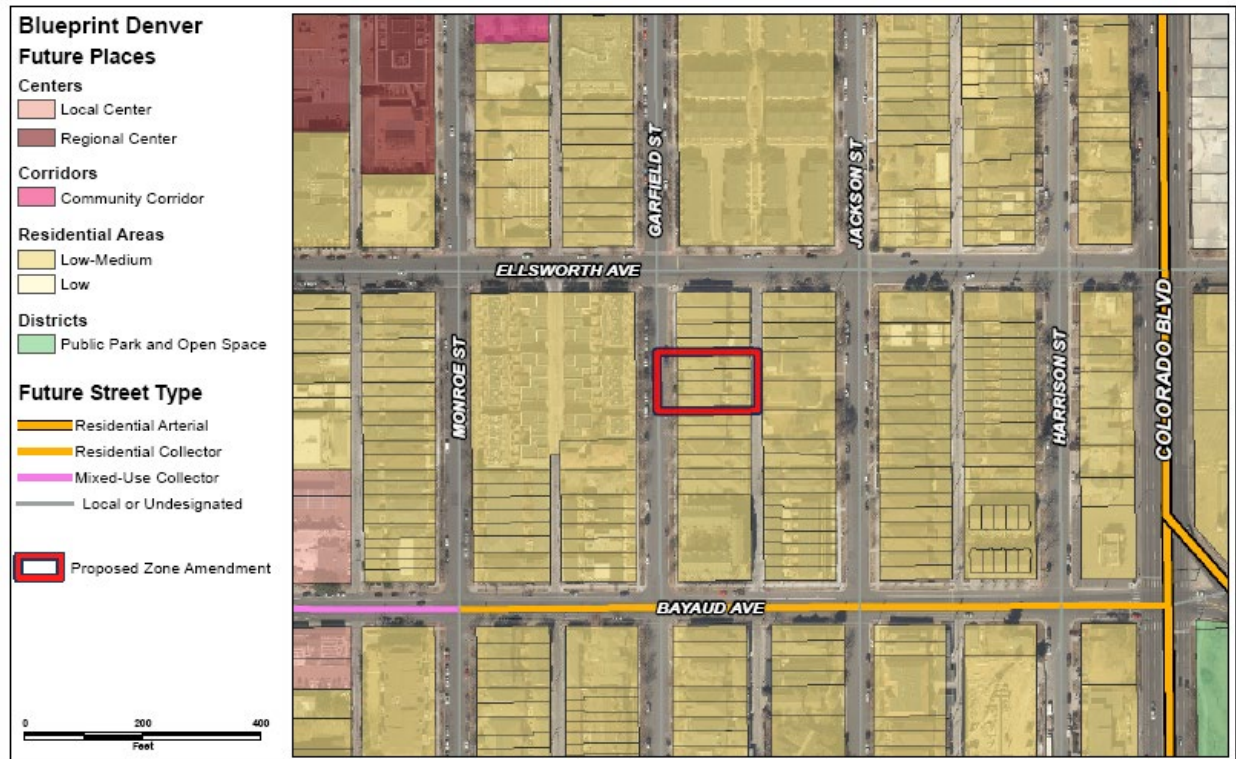 Blueprint Denver
Future Places
Centers
Local Center
Regional Center
Corridors
Community Corridor
Residential Areas
Low-Medium
Low
Districts
Public Park and Open Space
Future Street Type
Residential Arterial
Residential Collector
Mixed-Use Collector
Local or Undesignated
Proposed Zone Amendment
0 200 400
Feet
GARFIELD ST
JACKSON ST
ELLSWORTH AVE
MONROE ST
HARRISON ST
COLORADO BLVD
BAYAUD AVE